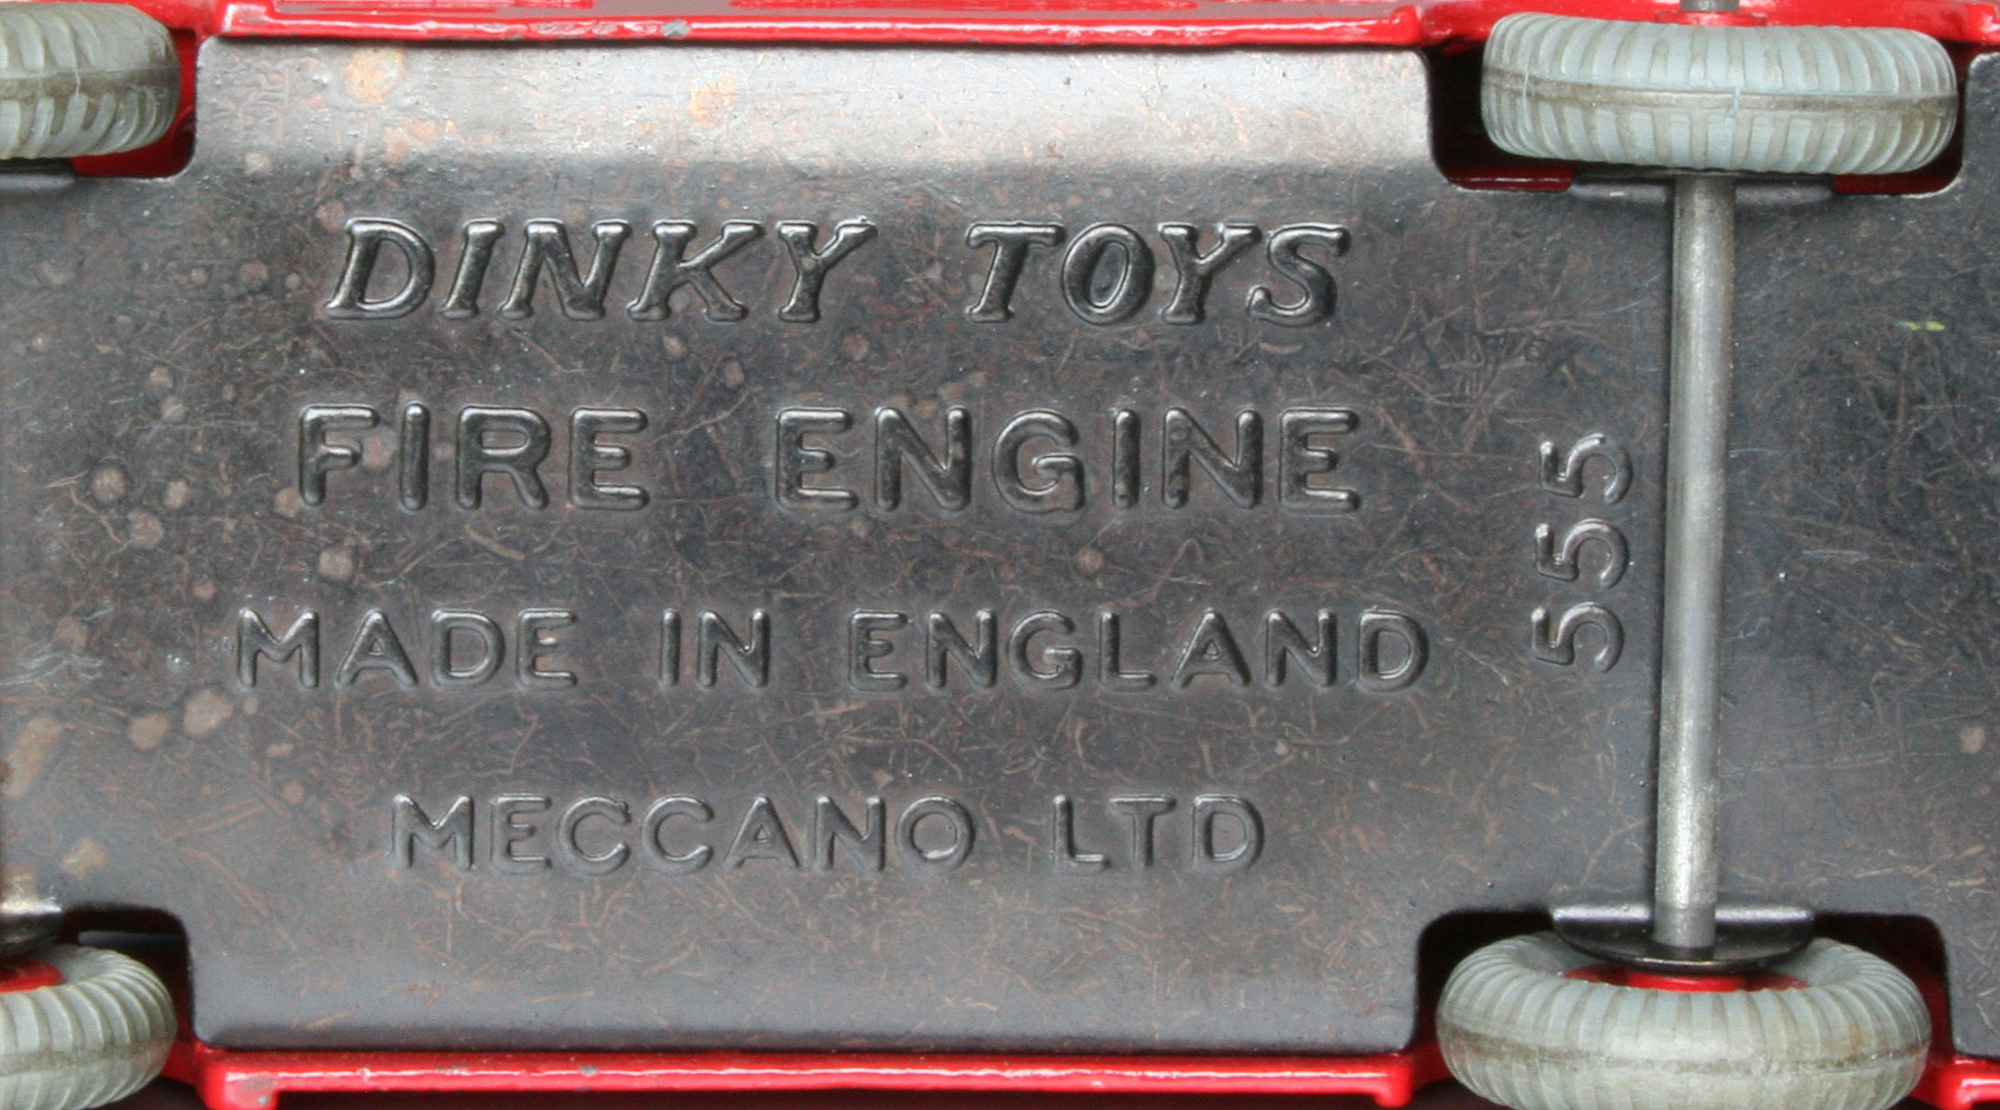 DINKY TOYS
FIRE ENGINE
MADE IN ENGLAND
MECCANO LTD
555